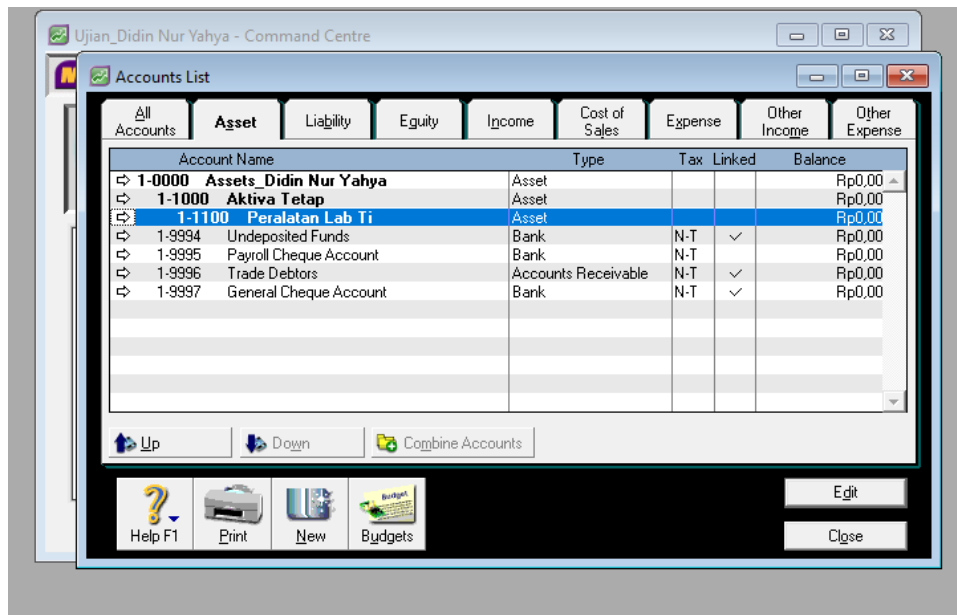 Ujian_Didin Nur Yahya - Command Centre
Accounts List
All Accounts
Asset
Liability
Equity
Income
Cost of Sales
Expense
Other Income
Other Expense
Account Name Type Tax Linked Balance
1-0000 Assets_Didin Nur Yahya Asset Rp0,00
1-1000 Aktiva Tetap Asset Rp0,00
1-1100 Peralatan Lab Ti Asset Rp0,00
1-9994 Undeposited Funds Bank N-T Rp0,00
1-9995 Payroll Cheque Account Bank N-T Rp0,00
1-9996 Trade Debtors Accounts Receivable N-T Rp0,00
1-9997 General Cheque Account Bank N-T Rp0,00
Up Down Combine Accounts
Budget
Help F1 Print New Budgets
Edit
Close